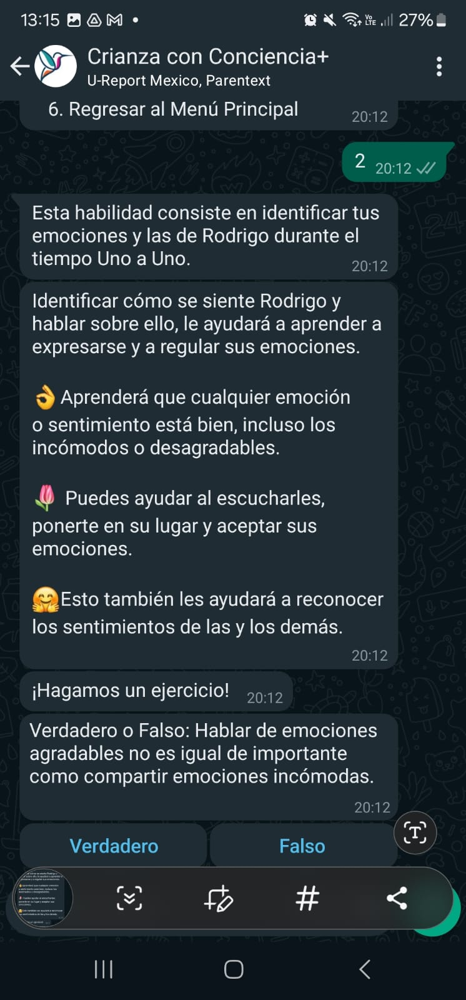 13:15
Vo LTE
27%
Crianza con Conciencia+
U-Report Mexico, Parentext
6. Regresar al Menú Principal
20:12
2
20:12
Esta habilidad consiste en identificar tus
emociones y las de Rodrigo durante el
tiempo Uno a Uno.
20:12
Identificar cómo se siente Rodrigo y
hablar sobre ello, le ayudará a aprender a
expresarse y a regular sus emociones.
👌 Aprenderá que cualquier emoción
o sentimiento está bien, incluso los
incómodos o desagradables.
🌷 Puedes ayudar al escucharles,
ponerte en su lugar y aceptar sus
emociones.
🤗Esto también les ayudará a reconocer
los sentimientos de las y los demás.
20:12
¡Hagamos un ejercicio!
20:12
Verdadero o Falso: Hablar de emociones
agradables no es igual de importante
como compartir emociones incómodas.
20:12
Verdadero
Falso
T
#